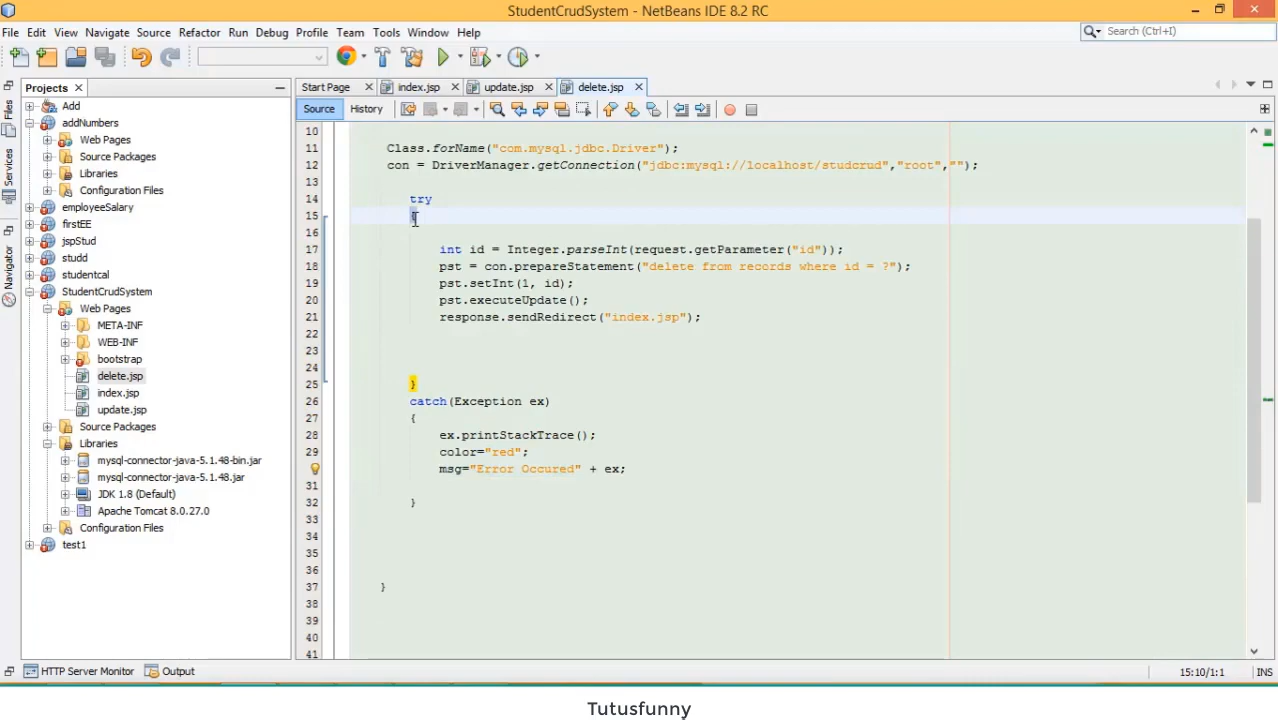 StudentCrudSystem - NetBeans IDE 8.2 RC
File Edit View Navigate Source Refactor Run Debug Profile Team Tools Window Help
Search (Ctrl+I)
Projects
Start Page
index.jsp
update.jsp
delete.jsp
Source
History
Files
Services
Navigator
Add
addNumbers
Web Pages
Source Packages
Libraries
Configuration Files
employeeSalary
firstEE
jspStud
studd
studentcal
StudentCrudSystem
Web Pages
META-INF
WEB-INF
bootstrap
delete.jsp
index.jsp
update.jsp
Source Packages
Libraries
mysql-connector-java-5.1.48-bin.jar
mysql-connector-java-5.1.48.jar
JDK 1.8 (Default)
Apache Tomcat 8.0.27.0
Configuration Files
test1
10
11 Class.forName("com.mysql.jdbc.Driver");
12 con = DriverManager.getConnection("jdbc:mysql://localhost/studcrud","root","");
13
14 try
15 {
16
17 int id = Integer.parseInt(request.getParameter("id"));
18 pst = con.prepareStatement("delete from records where id = ?");
19 pst.setInt(1, id);
20 pst.executeUpdate();
21 response.sendRedirect("index.jsp");
22
23
24
25 }
26 catch(Exception ex)
27 {
28 ex.printStackTrace();
29 color="red";
msg="Error Occured" + ex;
31
32 }
33
34
35
36
37 }
38
39
40
41
HTTP Server Monitor
Output
15:10/1:1
INS
Tutusfunny